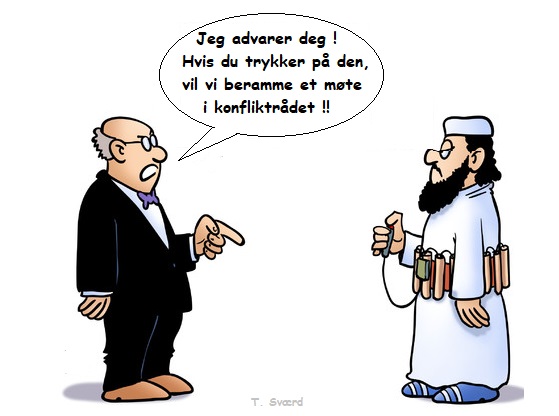 Jeg advarer deg !
Hvis du trykker på den,
vil vi beramme et møte
i konfliktrådet !!
T. Sværd